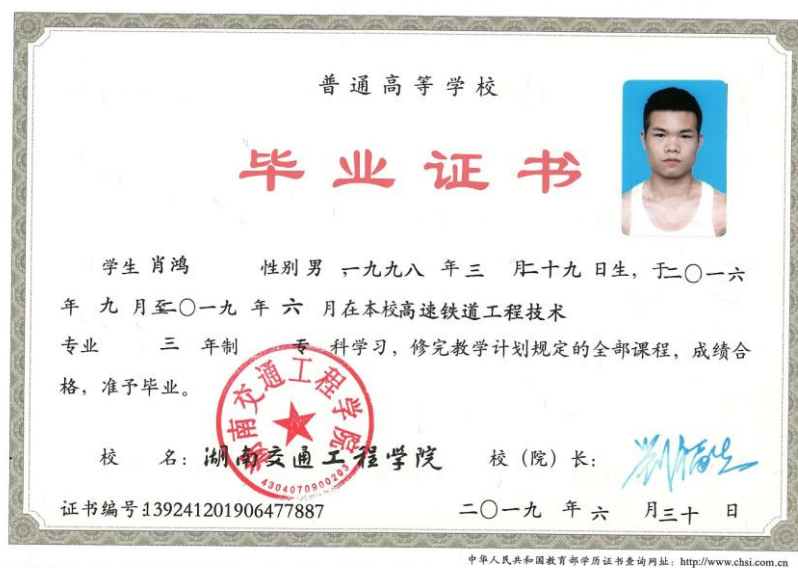 普通高等学校
毕业证书
学生 肖鸿 性别 男 一九九八 年 三 月二十九 日生，于二〇一六
年 九 月至二〇一九 年 六 月在本校高速铁道工程技术
专业 三 年制 专 科学习，修完教学计划规定的全部课程，成绩合
格，准予毕业。
湖南交通工程学院
4304070900203
校 名：湖南交通工程学院 校（院）长：
证书编号:139241201906477887 二〇一九 年 六 月三十 日
中华人民共和国教育部学历证书查询网址：http://www.chsi.com.cn